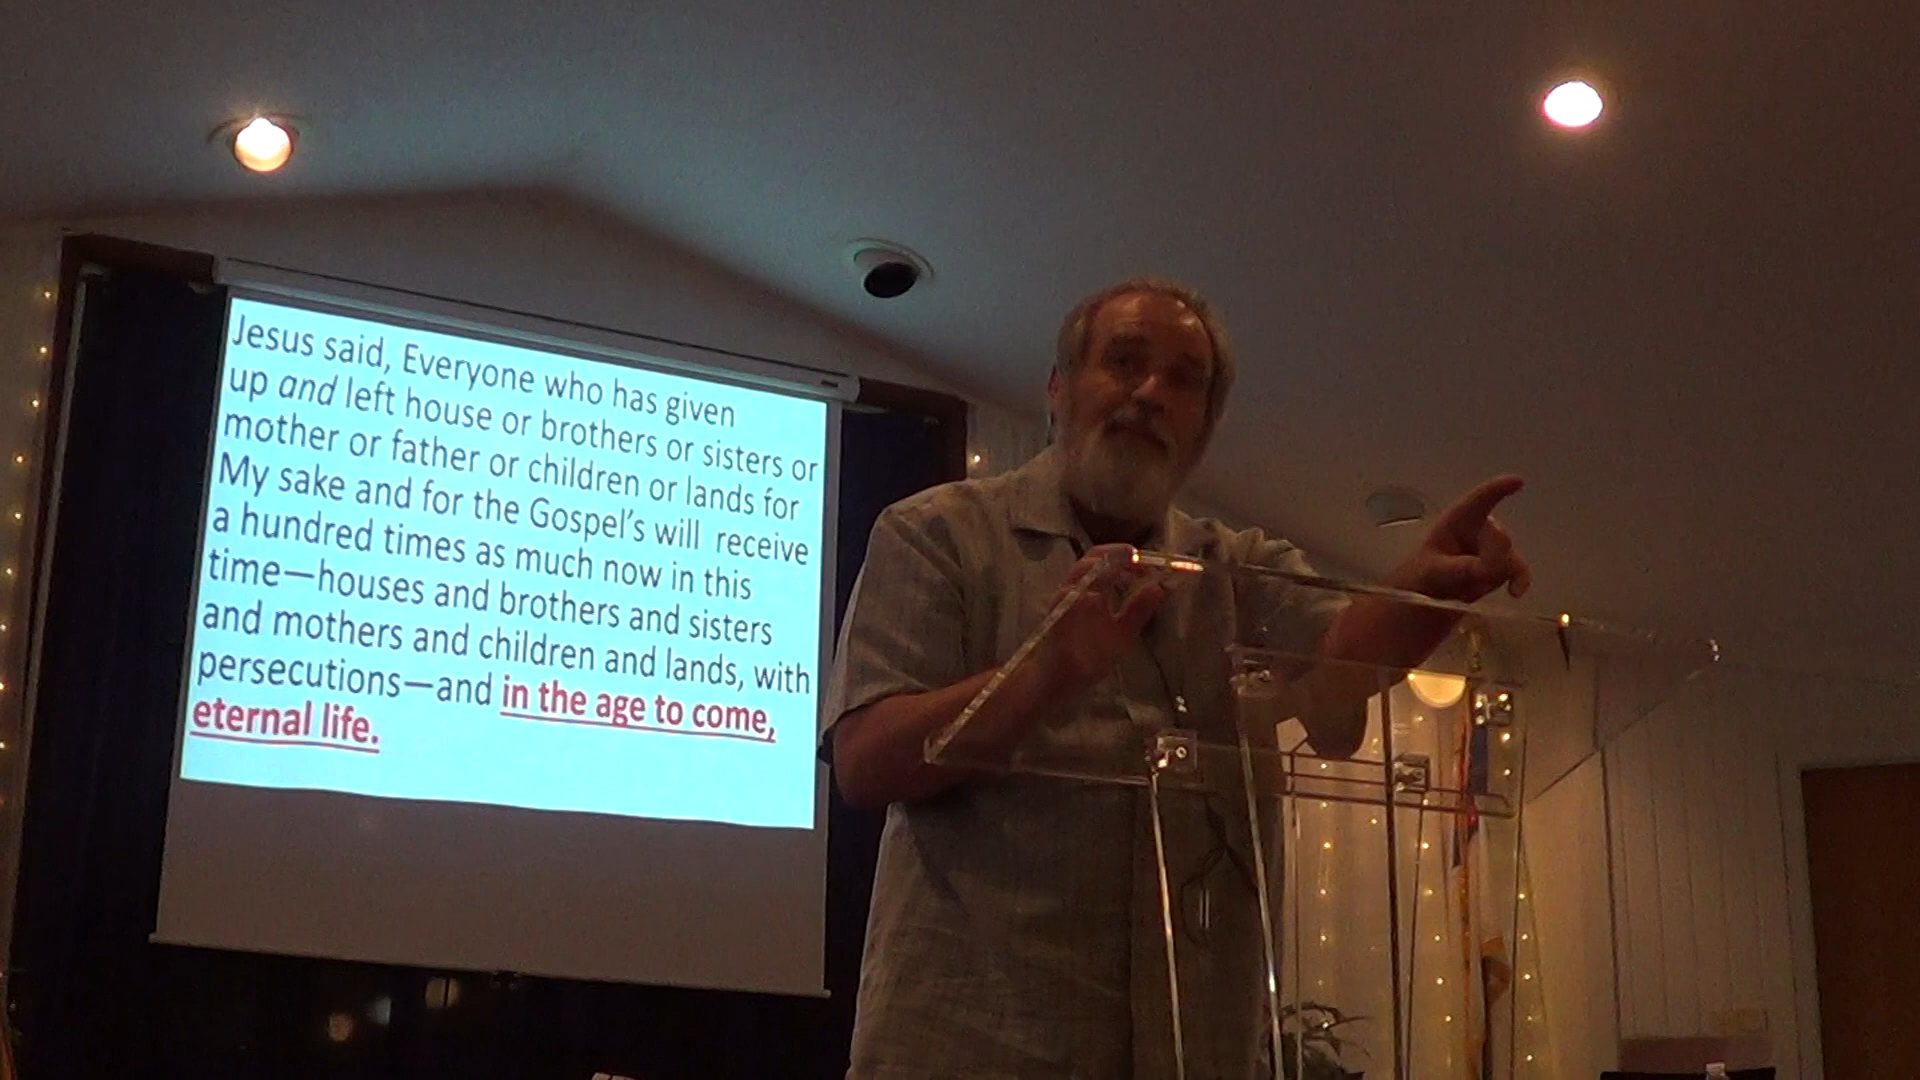 Jesus said, Everyone who has given
up and left house or brothers or sisters or
mother or father or children or lands for
My sake and for the Gospel’s will receive
a hundred times as much now in this
time—houses and brothers and sisters
and mothers and children and lands, with
persecutions—and in the age to come,
eternal life.